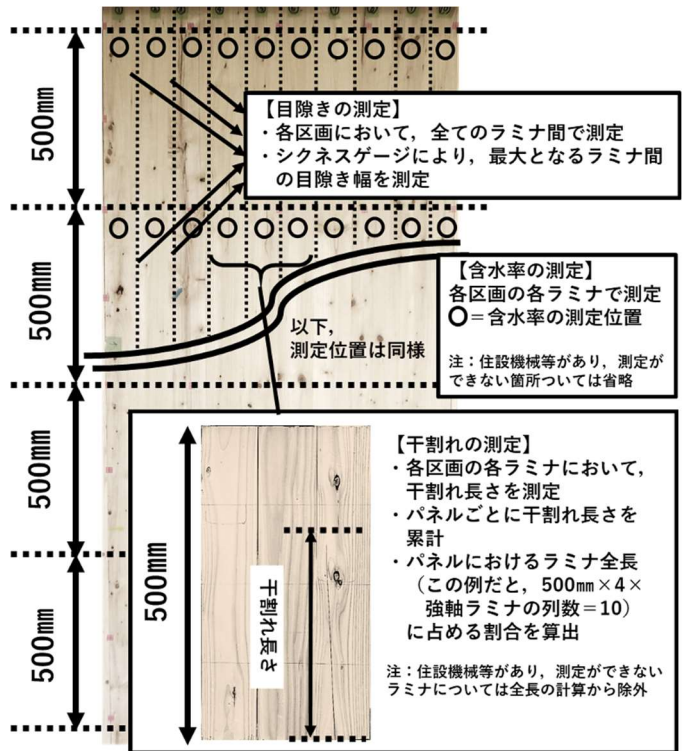 500㎜
【目隙きの測定】
・各区画において，全てのラミナ間で測定
・シクネスゲージにより，最大となるラミナ間
の目隙き幅を測定
500㎜
【含水率の測定】
各区画の各ラミナで測定
〇＝含水率の測定位置
注：住設機械等があり，測定が
できない箇所ついては省略
以下，
測定位置は同様
500㎜
500㎜
500㎜
干割れ長さ
【干割れの測定】
・各区画の各ラミナにおいて，
干割れ長さを測定
・パネルごとに干割れ長さを
累計
・パネルにおけるラミナ全長
（この例だと，500㎜×4×
強軸ラミナの列数＝10）
に占める割合を算出
注：住設機械等があり，測定ができない
ラミナについては全長の計算から除外